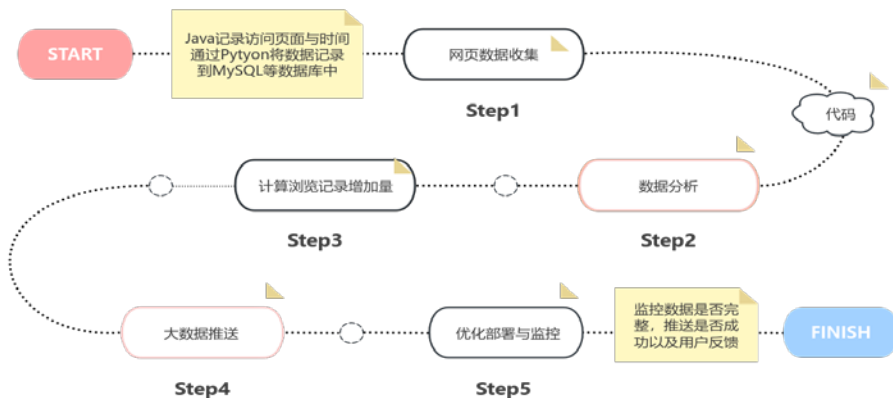 START
Java记录访问页面与时间
通过Pytyon将数据记录
到MySQL等数据库中
网页数据收集
Step1
代码
数据分析
Step2
计算浏览记录增加量
Step3
大数据推送
Step4
优化部署与监控
Step5
监控数据是否完
整，推送是否成
功以及用户反馈
FINISH